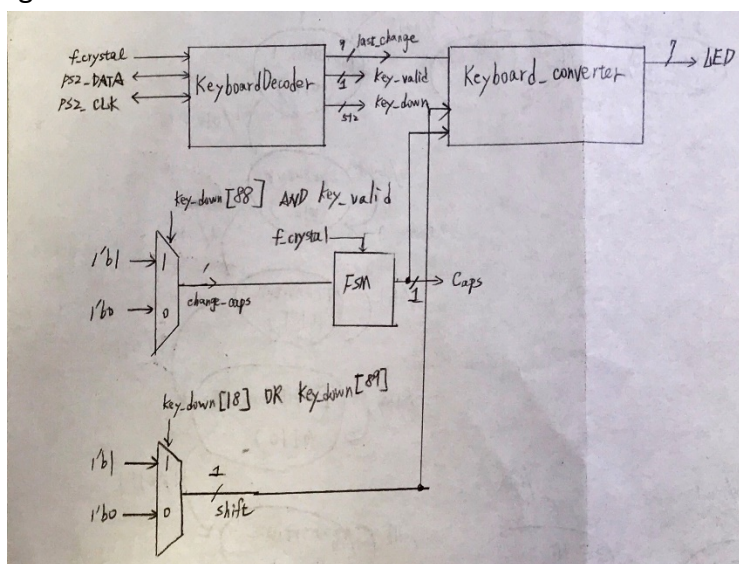 f_crystal
PS2_DATA
PS2_CLK
KeyboardDecoder
9 last_change
1 key_valid
512 key_down
Keyboard_converter
7 LED
key_down[88] AND key_valid
1'b1
1
1'b0
0
change_caps
f_crystal
FSM
1 Caps
key_down[18] OR key_down[89]
1'b1
1
1'b0
0
1
shift